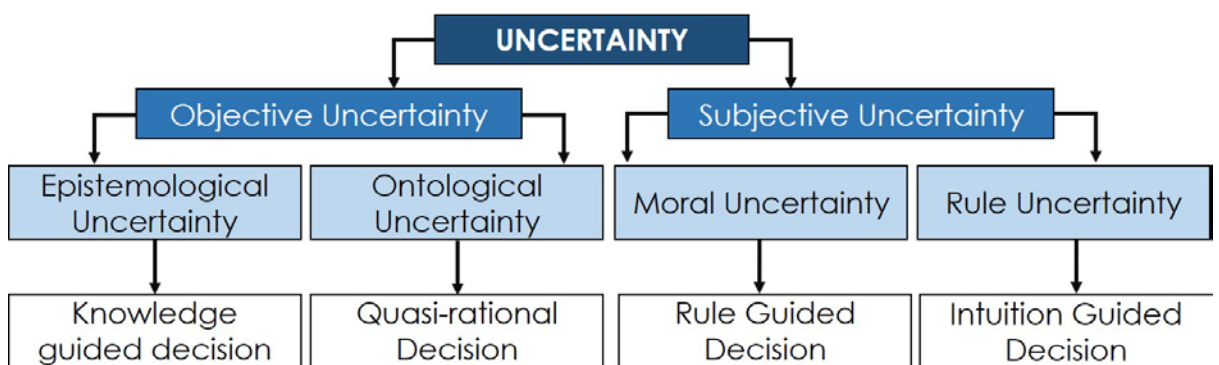 UNCERTAINTY
Objective Uncertainty
Subjective Uncertainty
Epistemological
Uncertainty
Ontological
Uncertainty
Moral Uncertainty
Rule Uncertainty
Knowledge
guided decision
Quasi-rational
Decision
Rule Guided
Decision
Intuition Guided
Decision